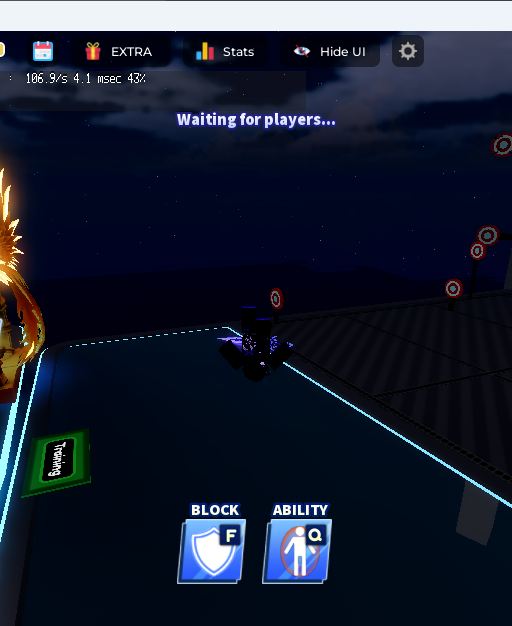 EXTRA
Stats
Hide UI
: 106.9/s 4.1 msec 43%
Waiting for players...
Training
BLOCK
ABILITY
F
Q